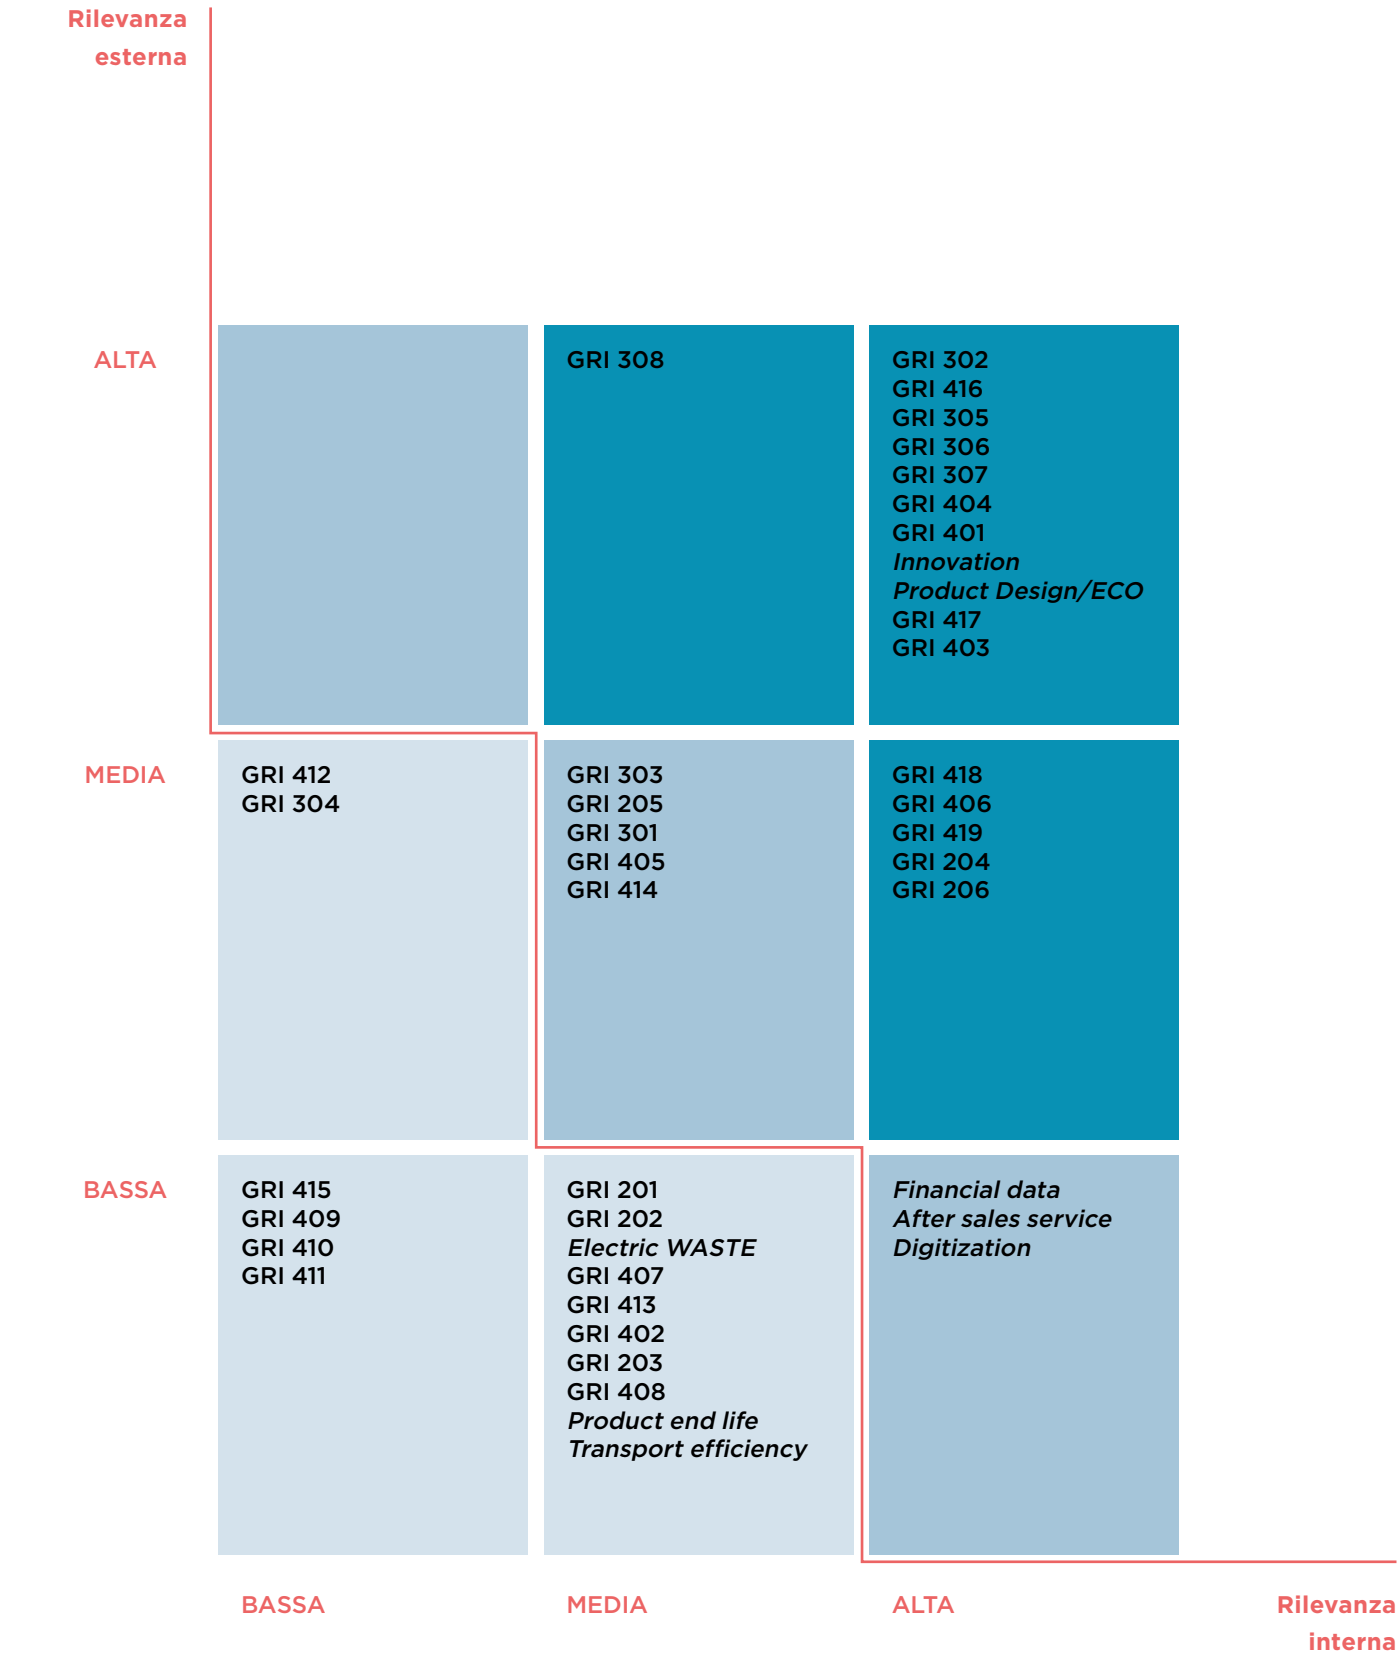 Rilevanza
esterna
ALTA
GRI 308
GRI 302
GRI 416
GRI 305
GRI 306
GRI 307
GRI 404
GRI 401
Innovation
Product Design/ECO
GRI 417
GRI 403
MEDIA
GRI 412
GRI 304
GRI 303
GRI 205
GRI 301
GRI 405
GRI 414
GRI 418
GRI 406
GRI 419
GRI 204
GRI 206
BASSA
GRI 415
GRI 409
GRI 410
GRI 411
GRI 201
GRI 202
Electric WASTE
GRI 407
GRI 413
GRI 402
GRI 203
GRI 408
Product end life
Transport efficiency
Financial data
After sales service
Digitization
BASSA
MEDIA
ALTA
Rilevanza
interna